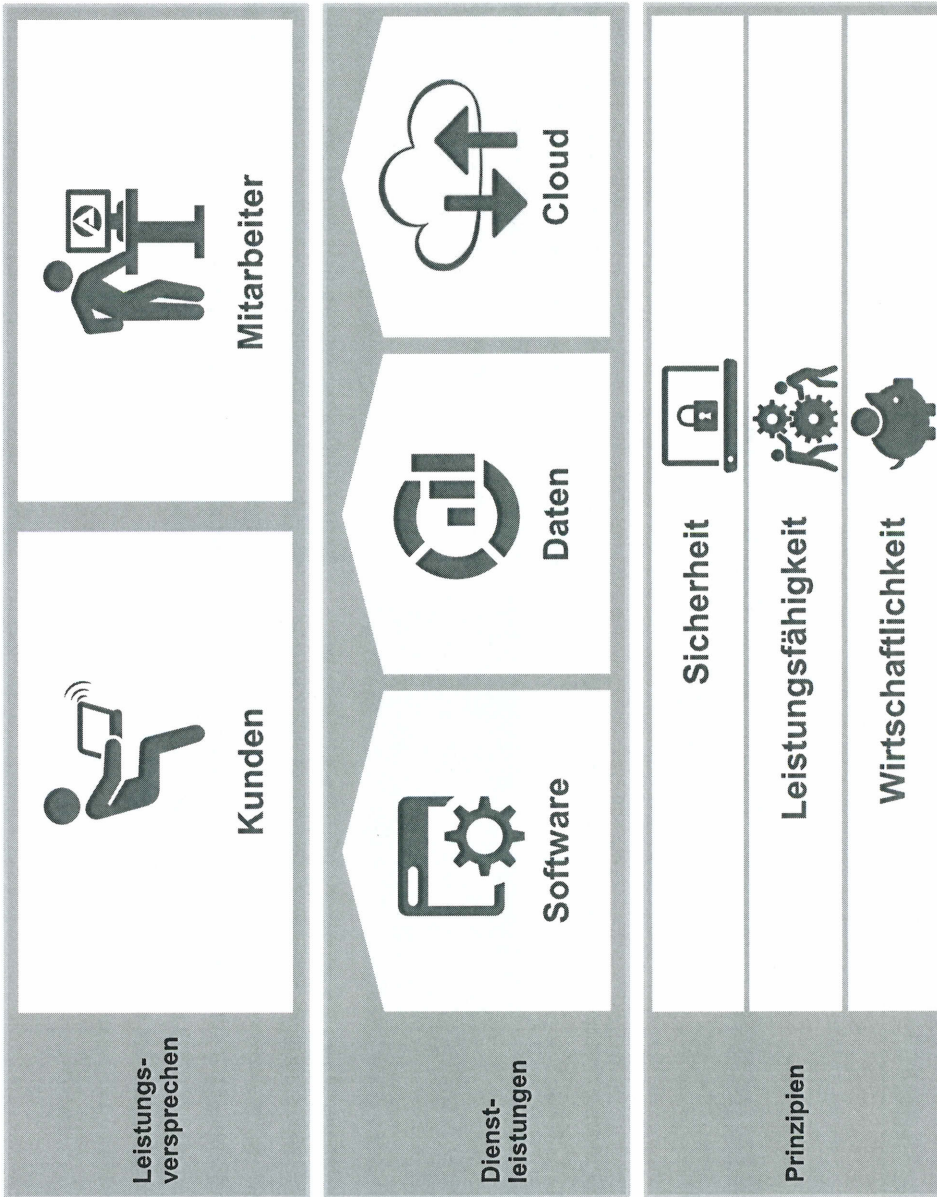 Leistungs-
versprechen
Kunden
Mitarbeiter
Dienst-
leistungen
Software
Daten
Cloud
Prinzipien
Sicherheit
Leistungsfähigkeit
Wirtschaftlichkeit